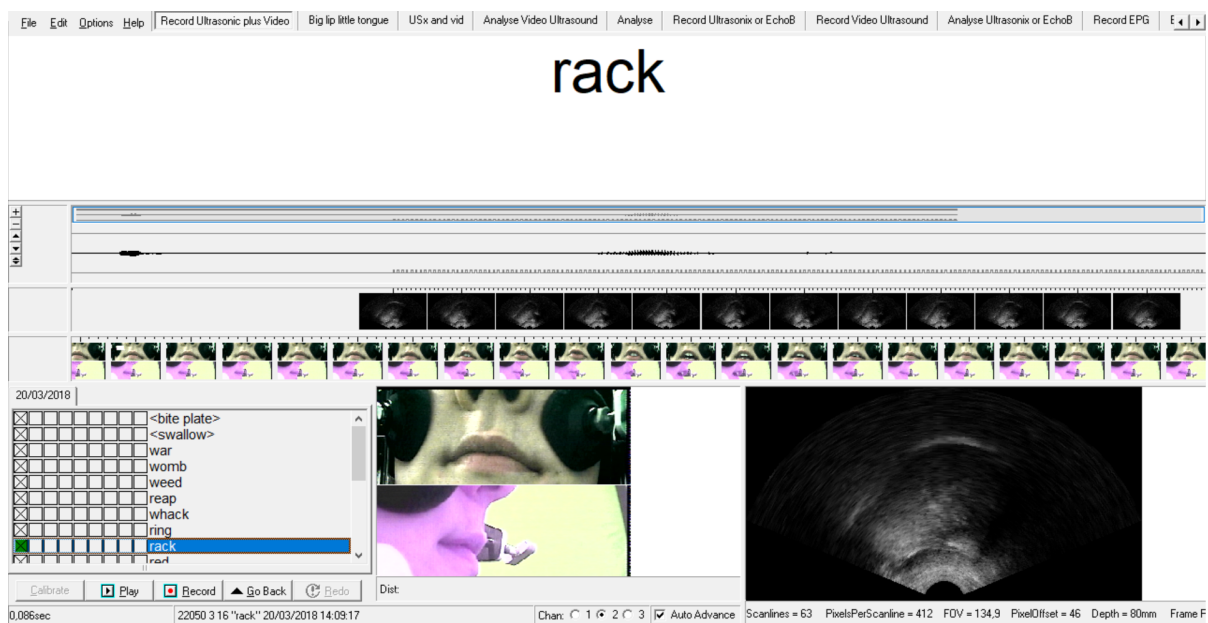 File Edit Options Help Record Ultrasonic plus Video Big lip little tongue USx and vid Analyse Video Ultrasound Analyse Record Ultrasonix or EchoB Record Video Ultrasound Analyse Ultrasonix or EchoB Record EPG E
rack
20/03/2018
<bite plate>
<swallow>
war
womb
weed
reap
whack
ring
rack
red
Calibrate Play Record Go Back Redo Dist:
0,086sec 22050 3 16 "rack" 20/03/2018 14:09:17 Chan: 1 2 3 Auto Advance Scanlines = 63 PixelsPerScanline = 412 FOV = 134,9 PixelOffset = 46 Depth = 80mm Frame F